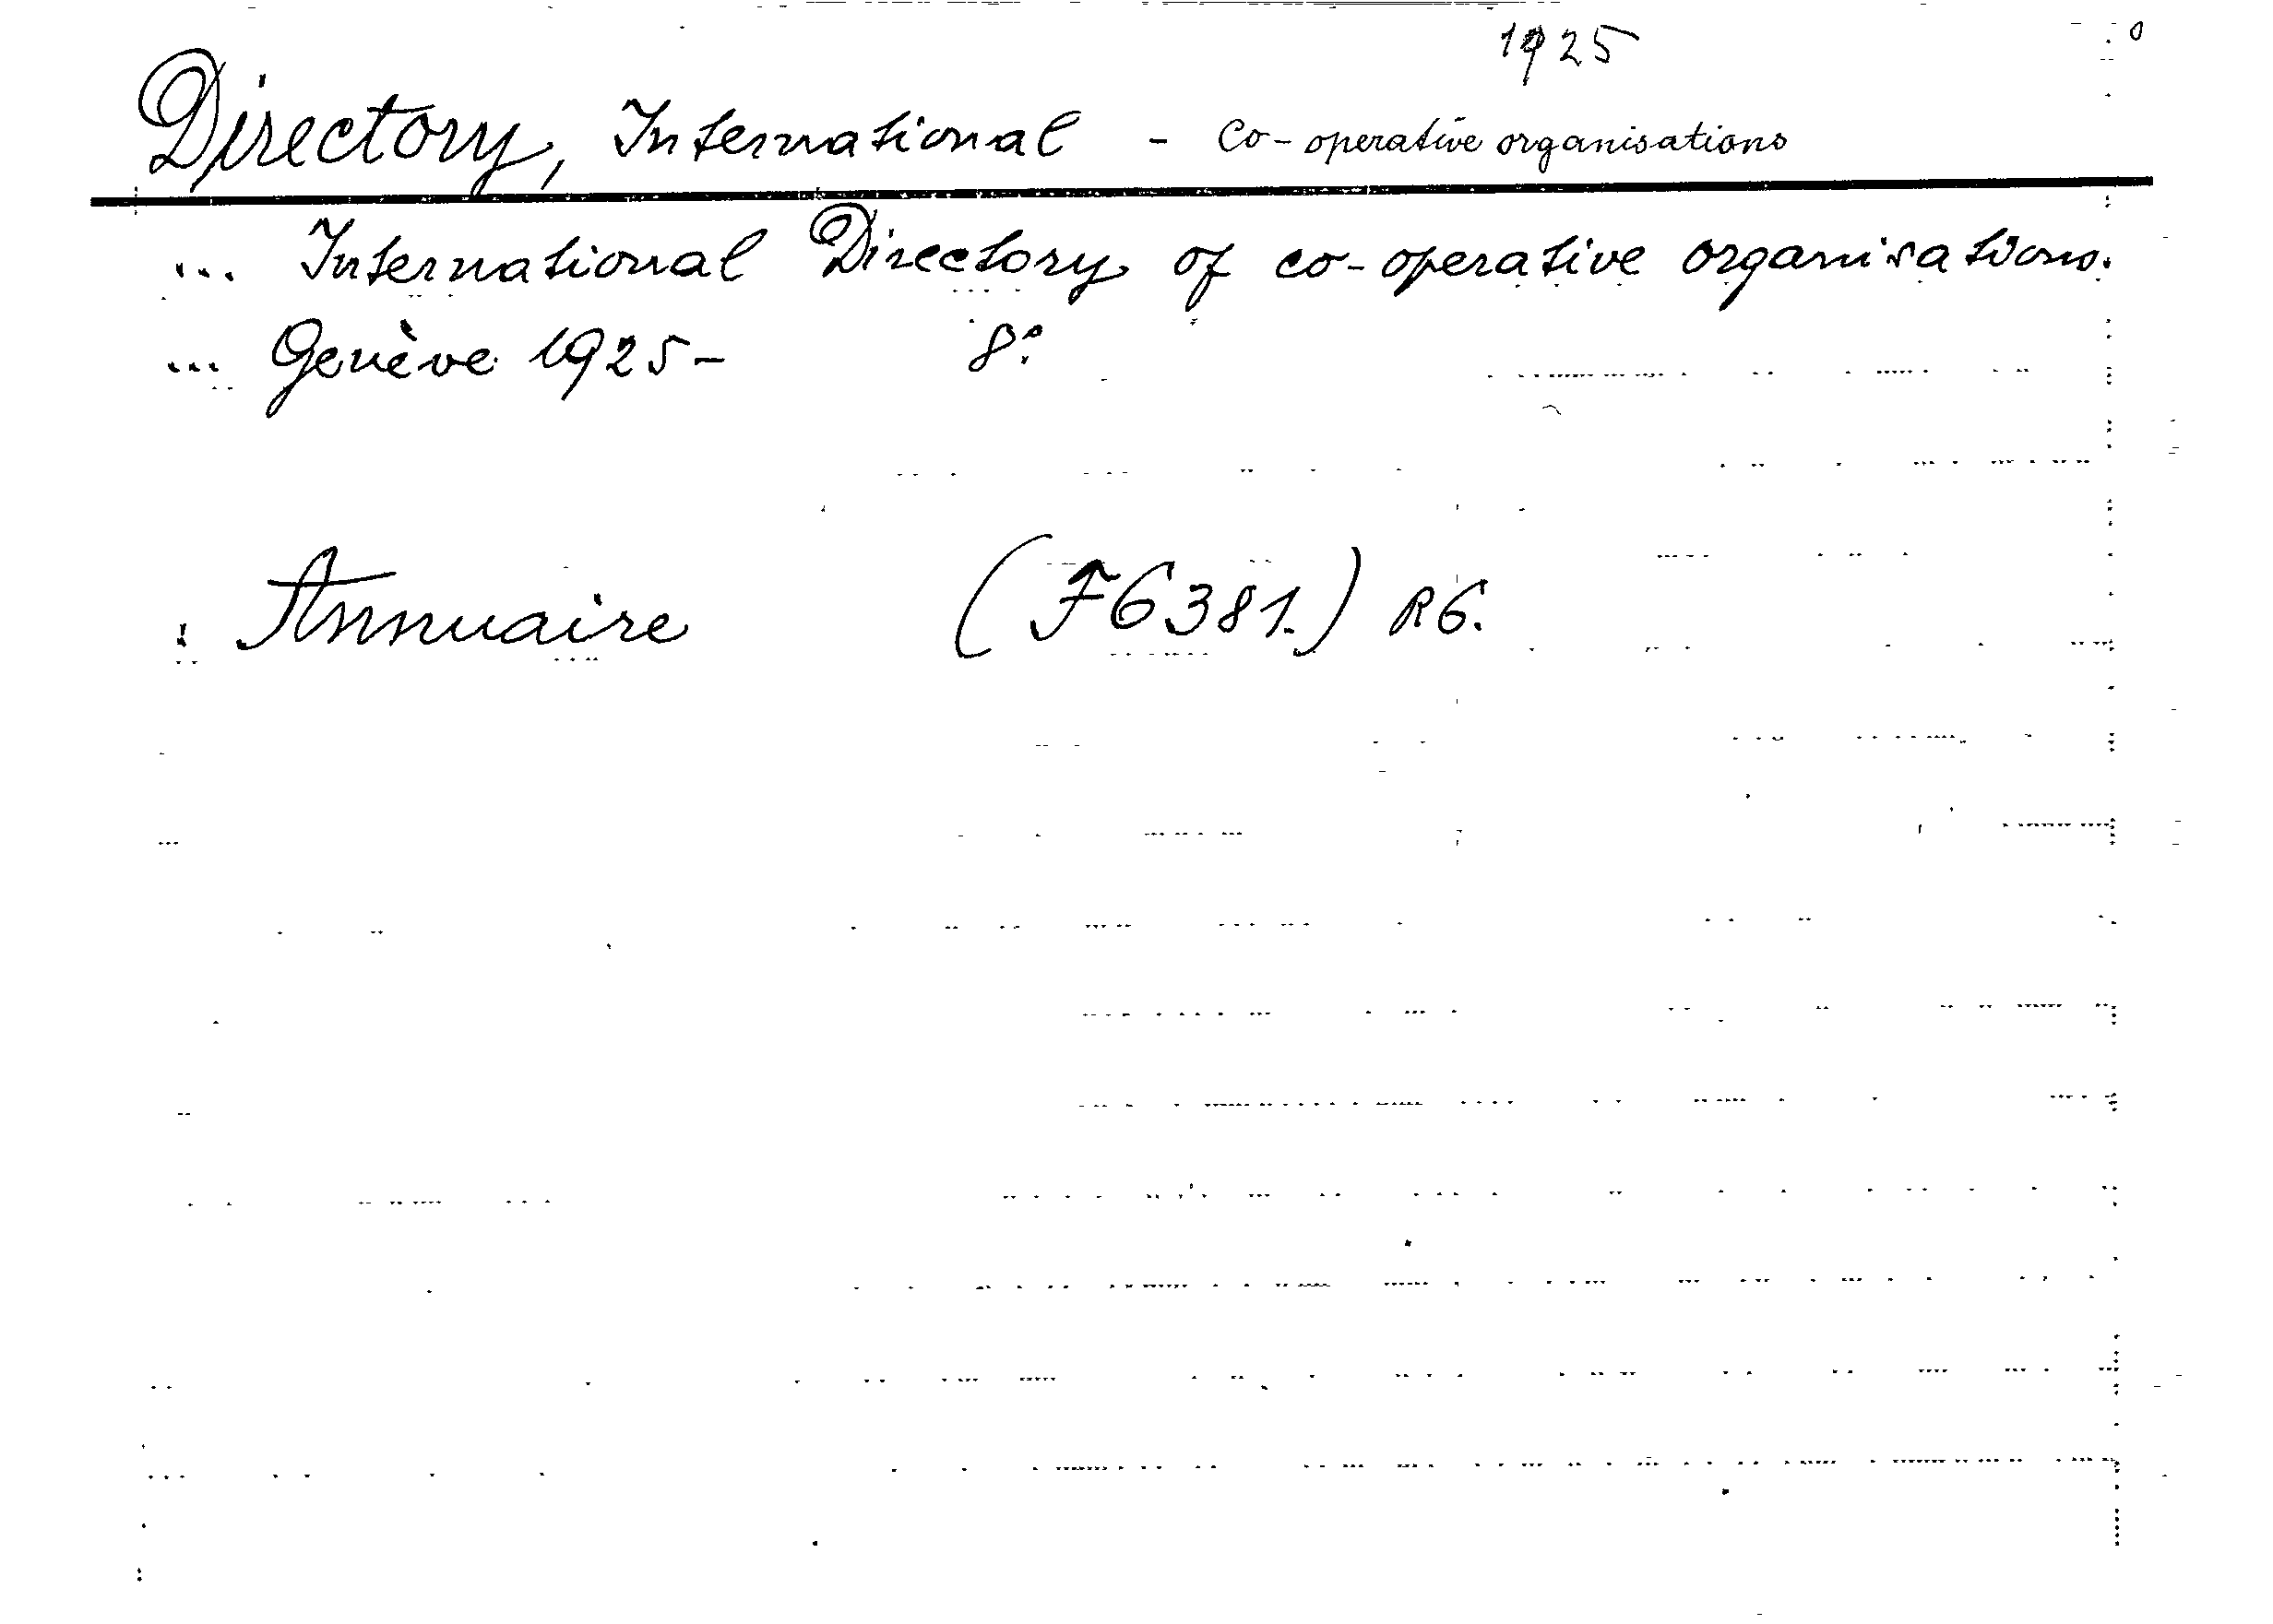 1925
Directory, International - Co-operative organisations
... International Directory of co-operative organisations.
... Genève 1925- 8°
: Annuaire (F6381.) R6.